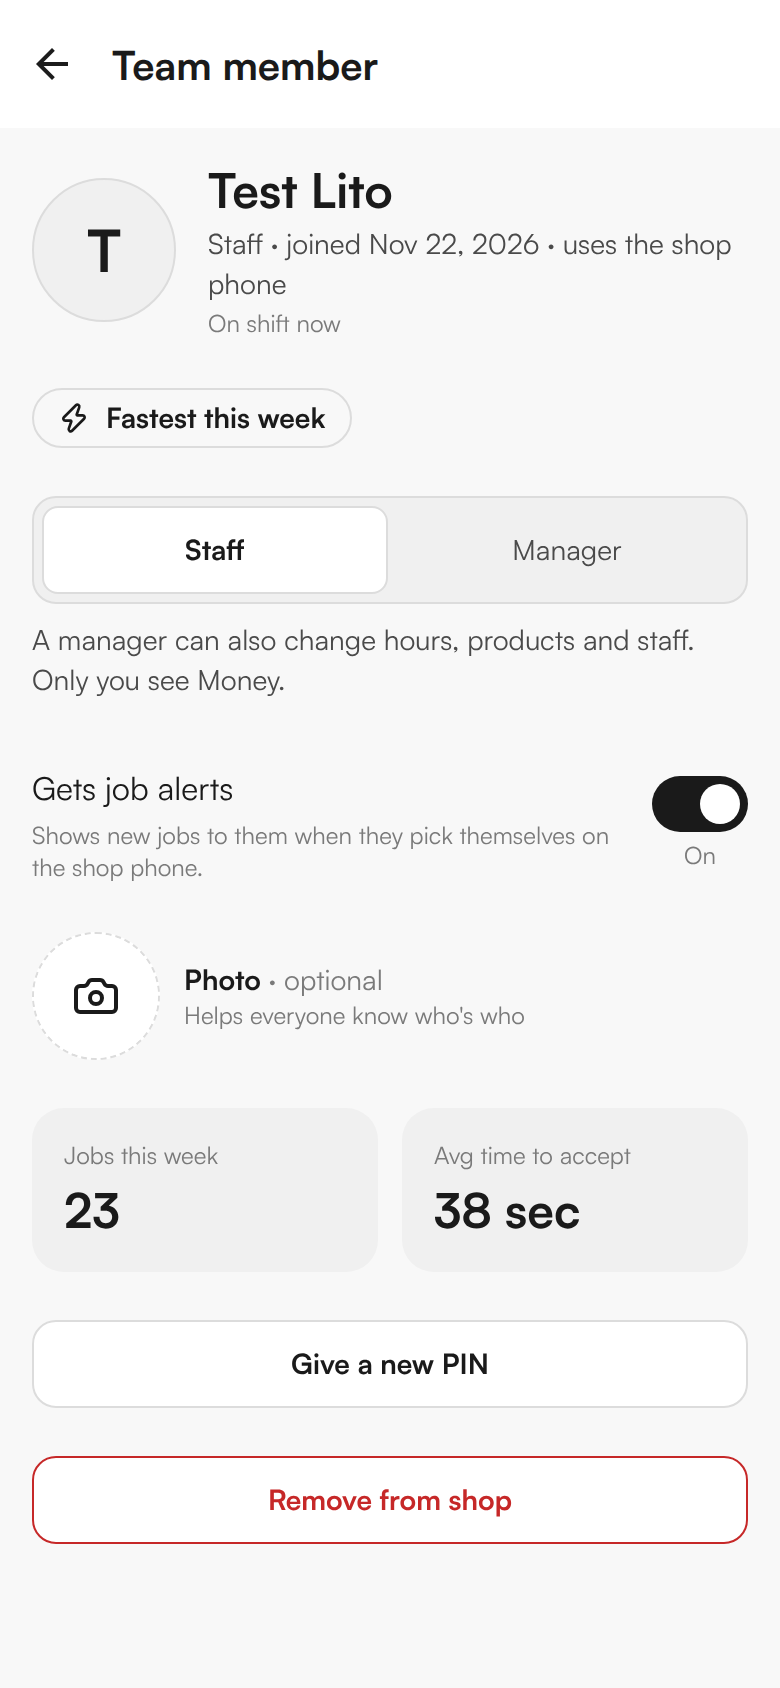 Team member
T
Test Lito
Staff · joined Nov 22, 2026 · uses the shop
phone
On shift now
Fastest this week
Staff
Manager
A manager can also change hours, products and staff.
Only you see Money.
Gets job alerts
Shows new jobs to them when they pick themselves on
the shop phone.
On
Photo · optional
Helps everyone know who's who
Jobs this week
23
Avg time to accept
38 sec
Give a new PIN
Remove from shop